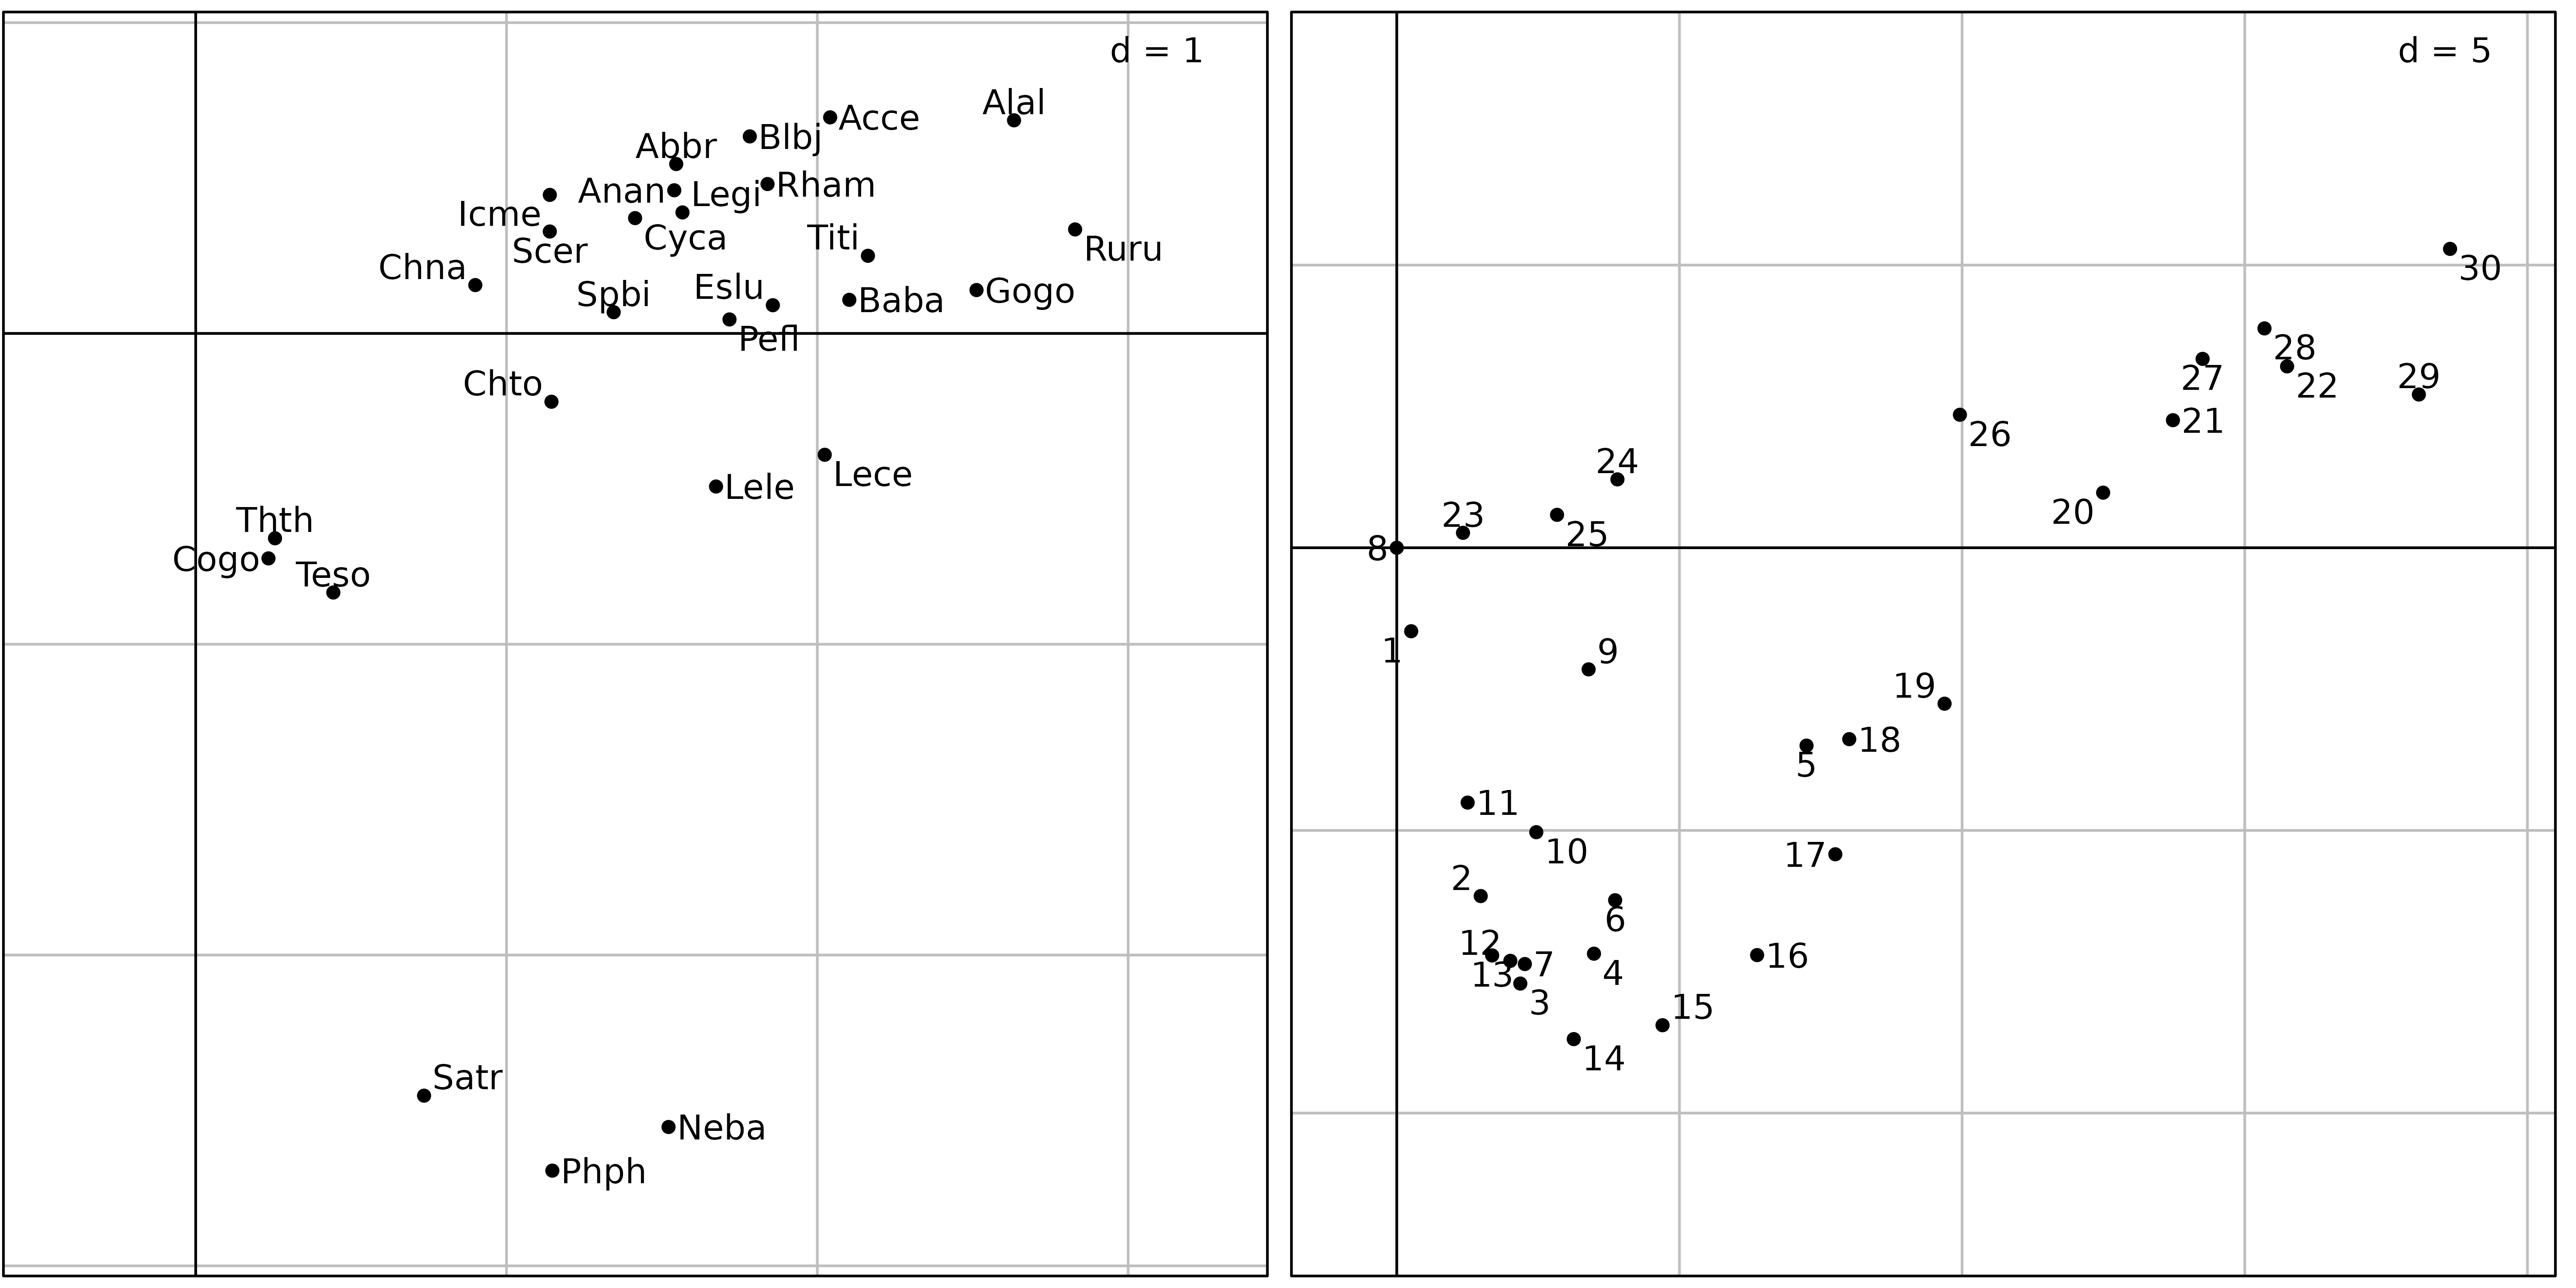 d = 1
Alal
Acce
Blbj
Abbr
Rham
Anan
Legi
Icme
Cyca
Scer
Titi
Ruru
Chna
Spbi
Eslu
Baba
Gogo
Pefl
Chto
Lece
Lele
Thth
Cogo
Teso
Satr
Neba
Phph
d = 5
30
28
27
22
29
21
26
20
24
23
25
8
1
9
19
18
5
11
10
17
2
6
12
13
7
4
16
3
15
14